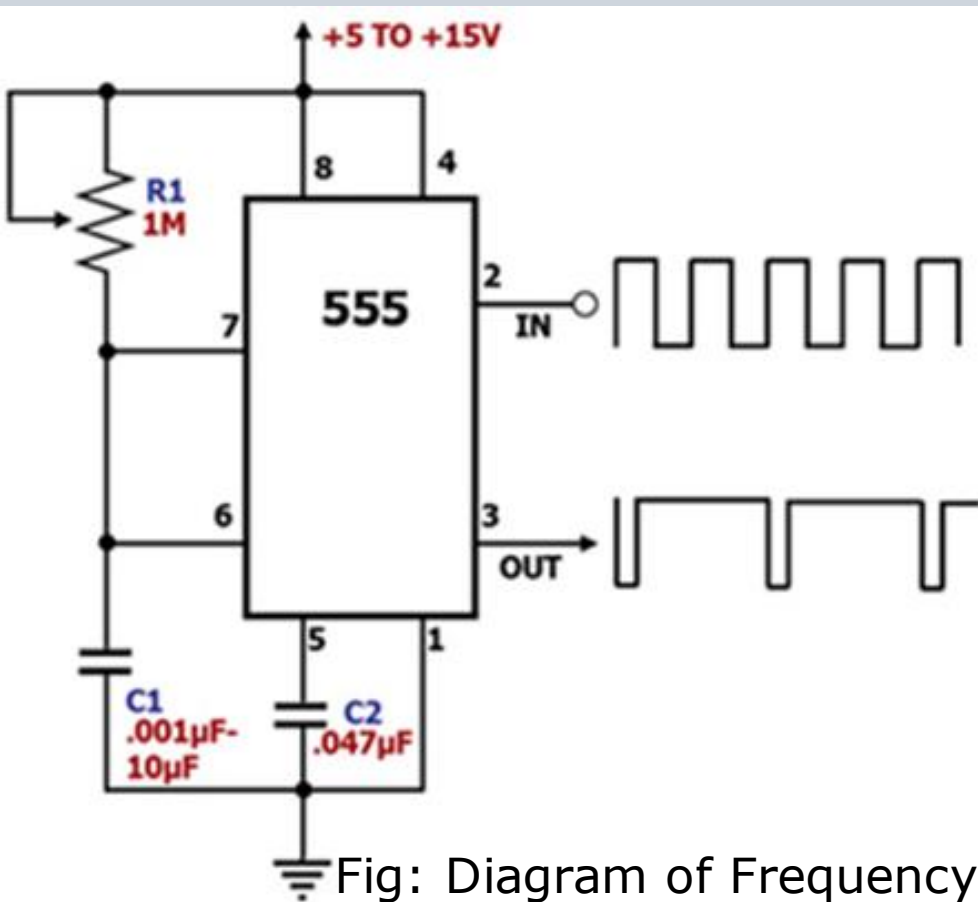 +5 TO +15V
8
4
R1
1M
2
555
IN
7
6
3
OUT
5
1
C1
.001µF-
10µF
C2
.047µF
Fig: Diagram of Frequency